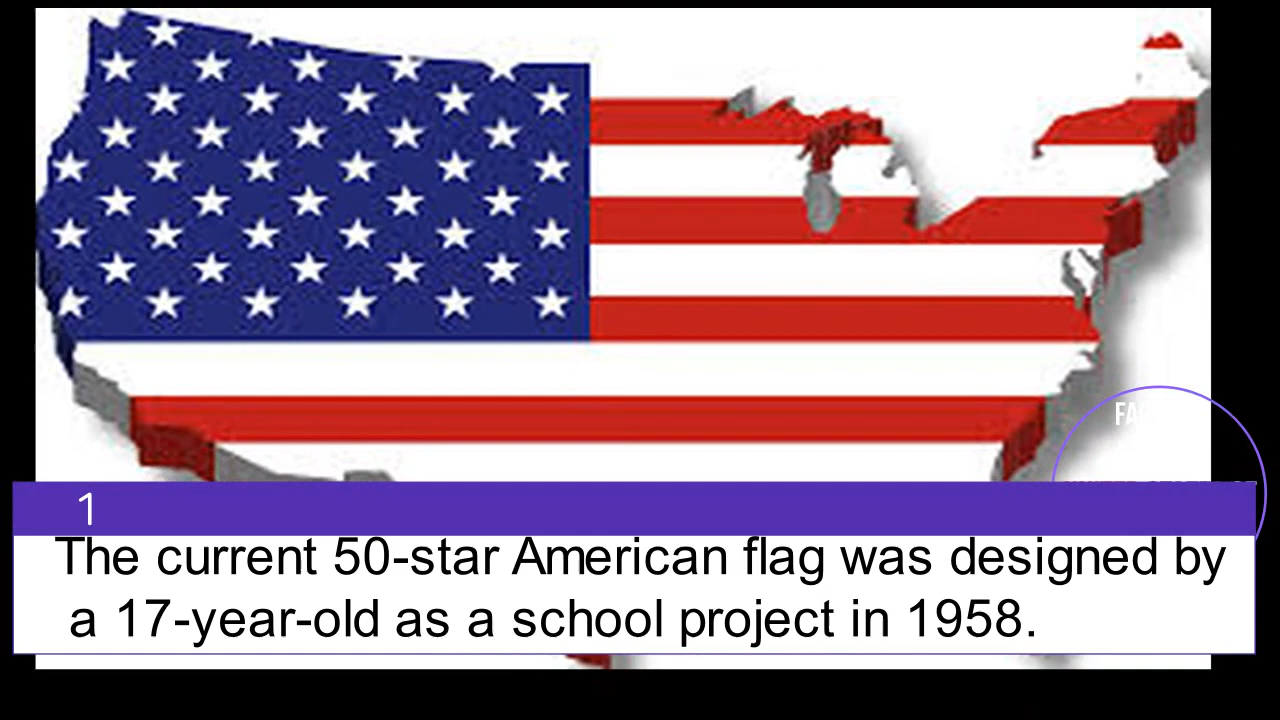 1
The current 50-star American flag was designed by
a 17-year-old as a school project in 1958.